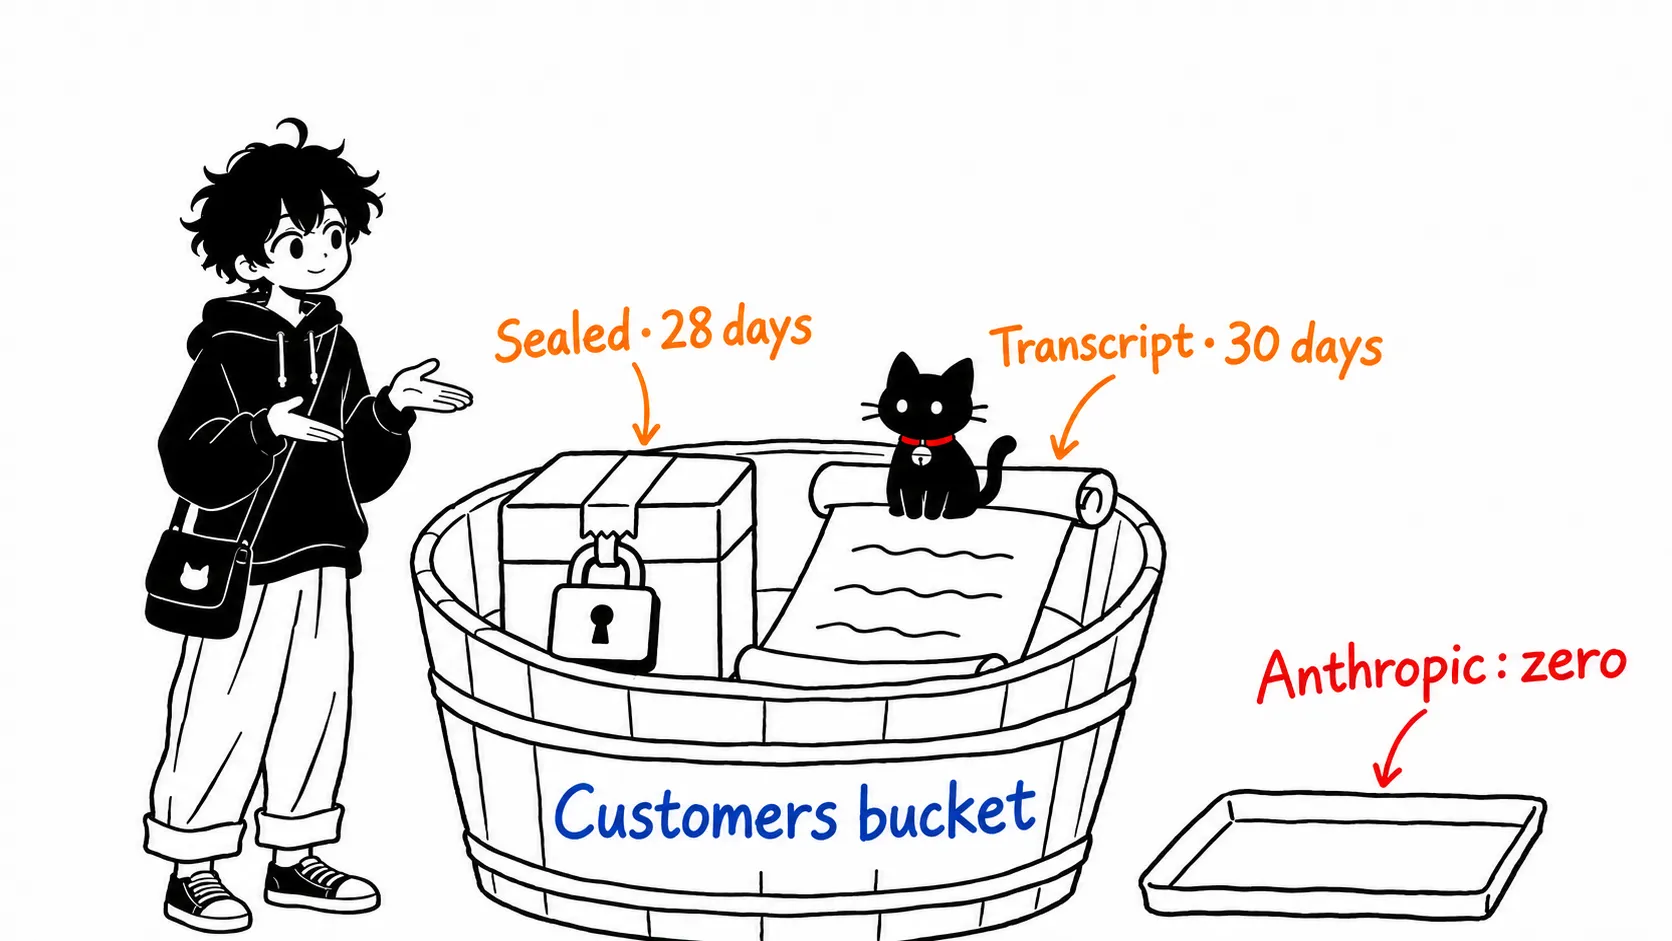 Sealed · 28 days
Transcript · 30 days
Anthropic : zero
Customers bucket